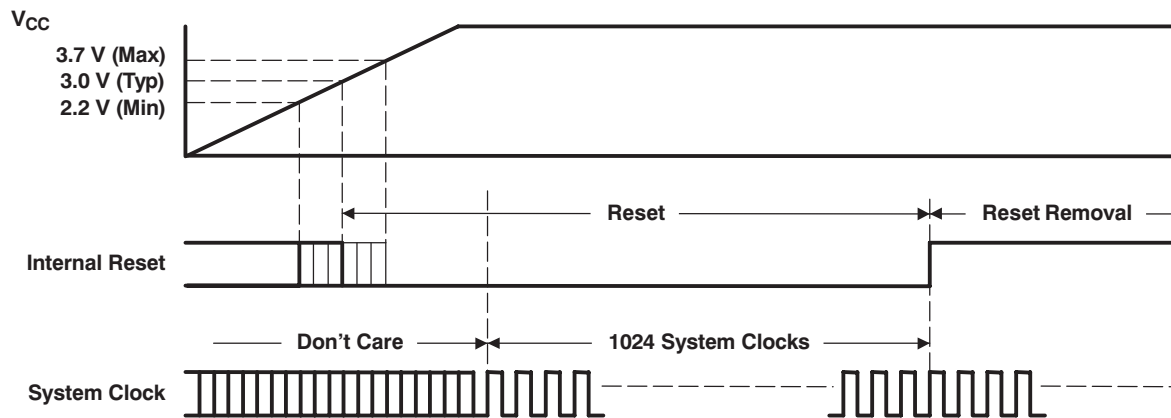 VCC
3.7 V (Max)
3.0 V (Typ)
2.2 V (Min)
Reset
Reset Removal
Internal Reset
Don't Care
1024 System Clocks
System Clock